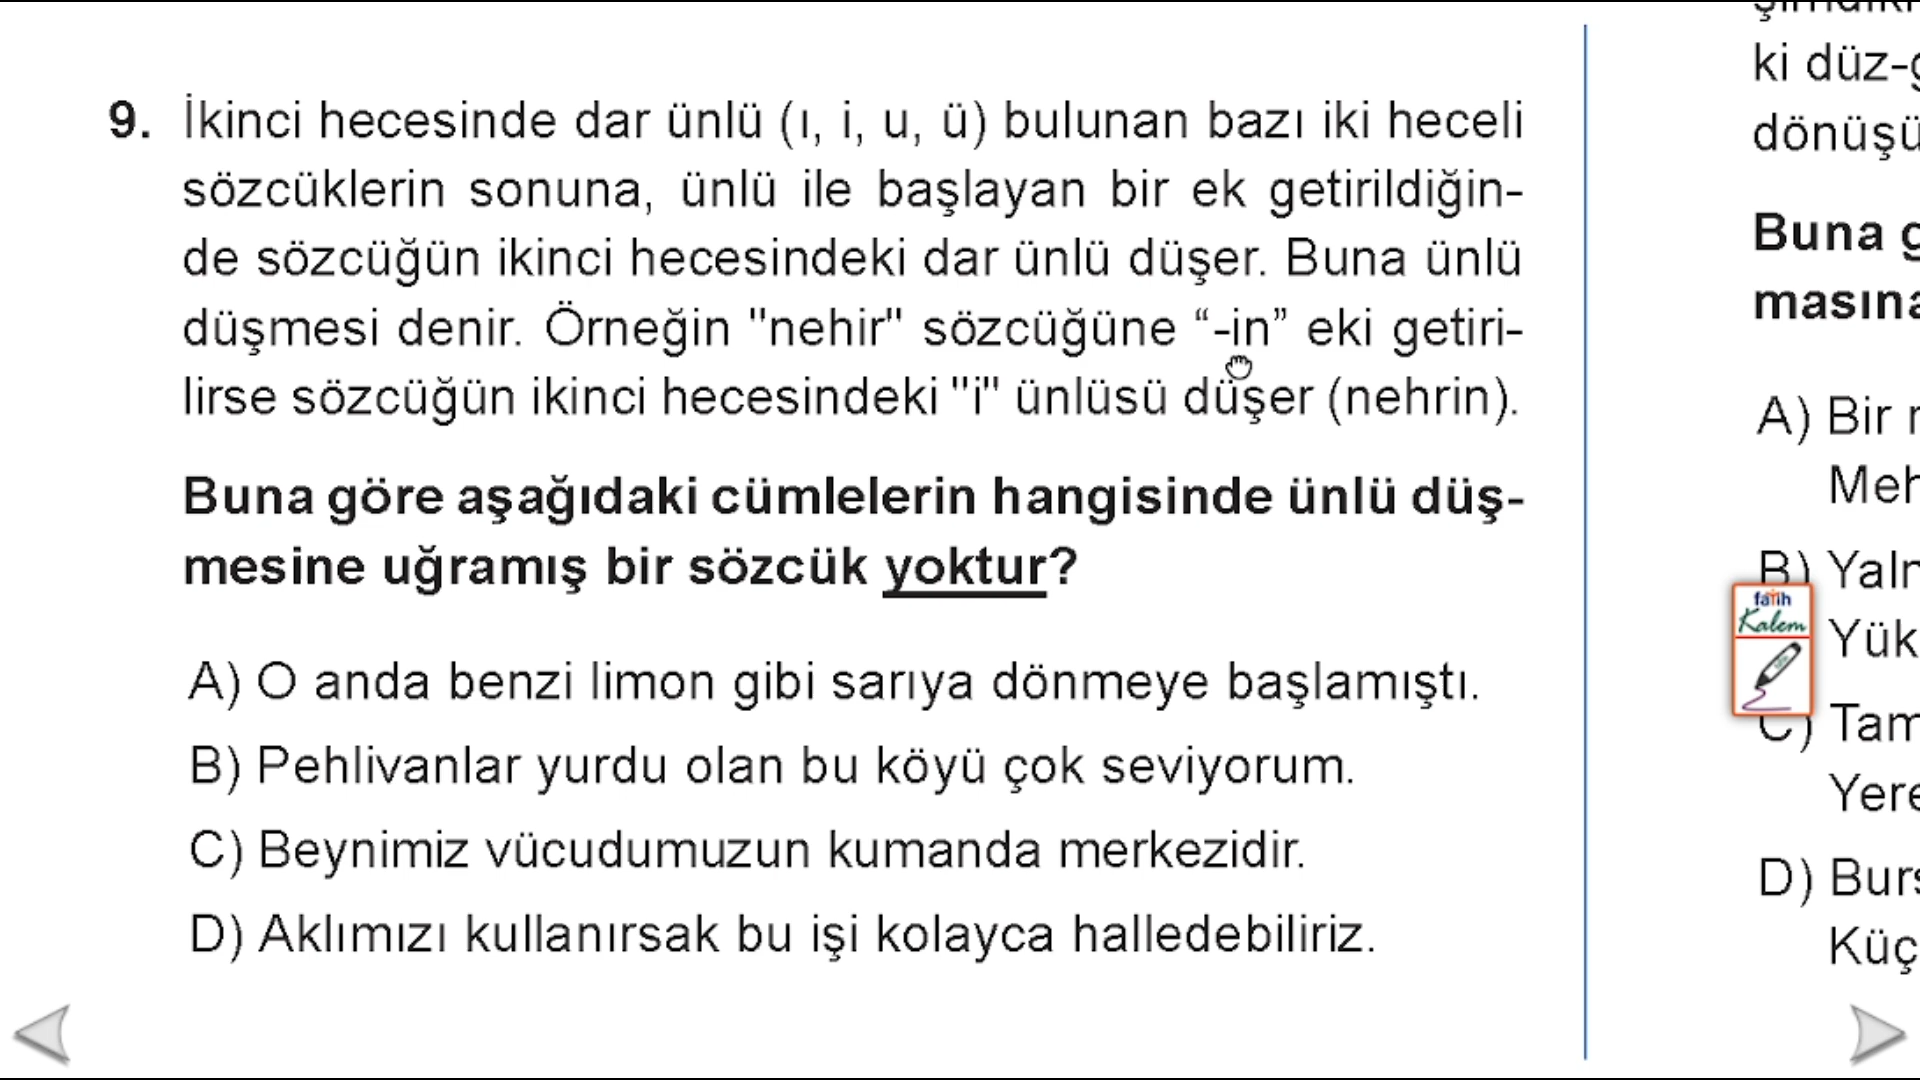 9. İkinci hecesinde dar ünlü (ı, i, u, ü) bulunan bazı iki heceli
sözcüklerin sonuna, ünlü ile başlayan bir ek getirildiğin-
de sözcüğün ikinci hecesindeki dar ünlü düşer. Buna ünlü
düşmesi denir. Örneğin "nehir" sözcüğüne “-in” eki getiri-
lirse sözcüğün ikinci hecesindeki "i" ünlüsü düşer (nehrin).
Buna göre aşağıdaki cümlelerin hangisinde ünlü düş-
mesine uğramış bir sözcük yoktur?
A) O anda benzi limon gibi sarıya dönmeye başlamıştı.
B) Pehlivanlar yurdu olan bu köyü çok seviyorum.
C) Beynimiz vücudumuzun kumanda merkezidir.
D) Aklımızı kullanırsak bu işi kolayca halledebiliriz.
ki düz-
dönüşü
Buna
masına
A) Bir
Meh
B)
Yük
C) Tam
Yere
D) Burs
Küç
fatih
Kalem